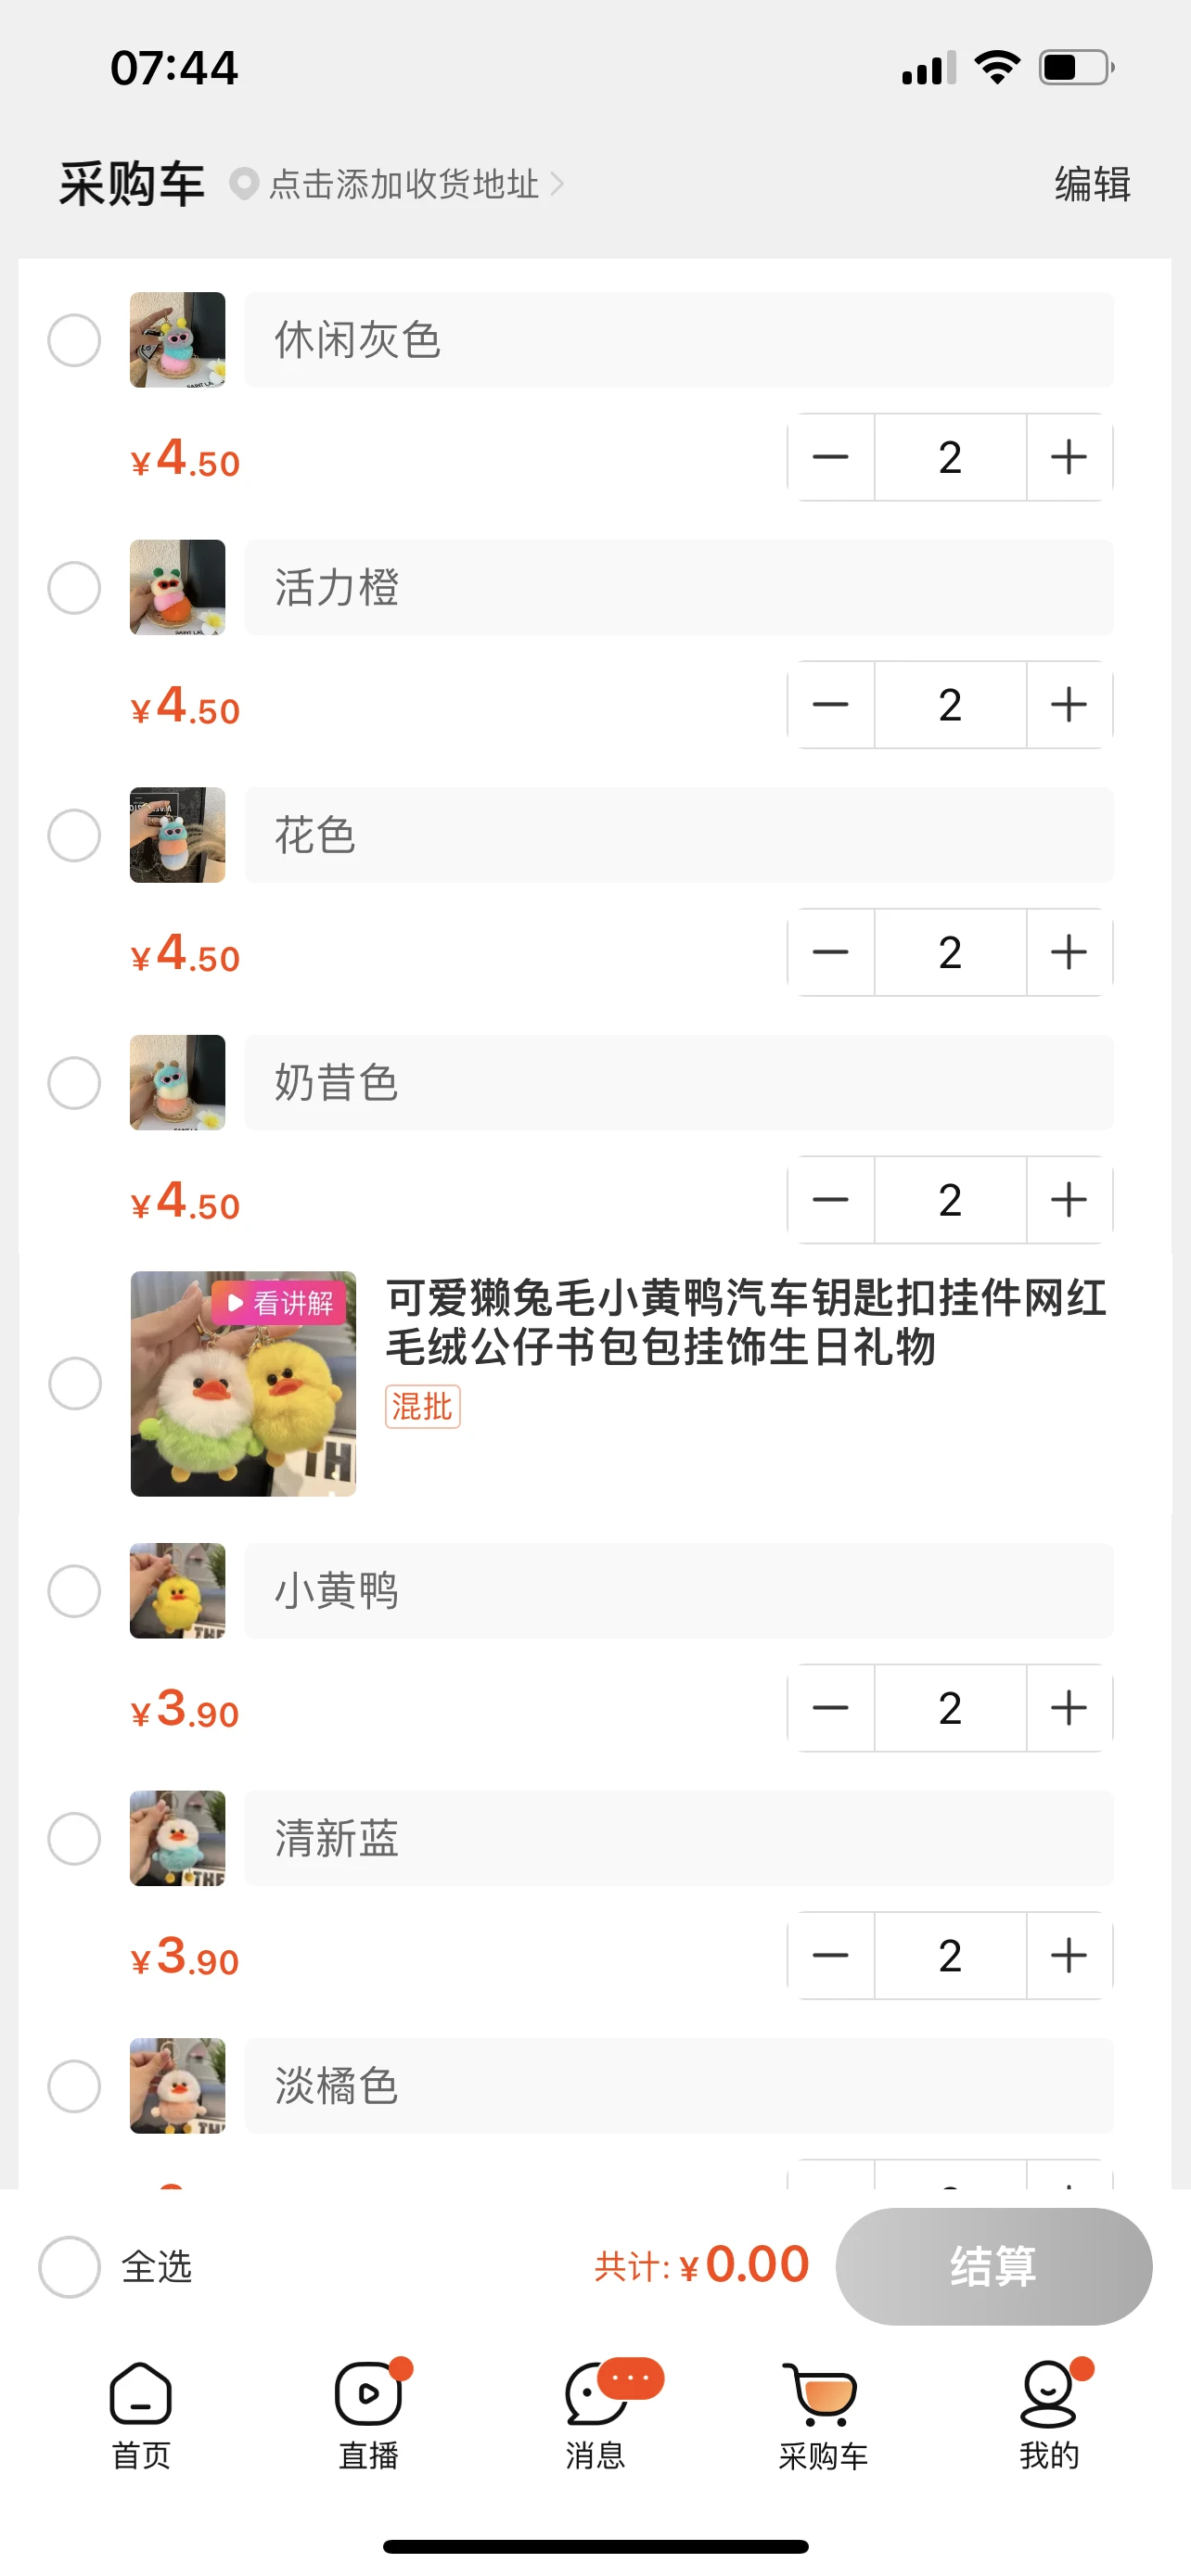 07:44
采购车
点击添加收货地址
编辑
休闲灰色
¥4.50
2
活力橙
¥4.50
2
花色
¥4.50
2
奶昔色
¥4.50
2
看讲解
可爱獭兔毛小黄鸭汽车钥匙扣挂件网红
毛绒公仔书包包挂饰生日礼物
混批
小黄鸭
¥3.90
2
清新蓝
¥3.90
2
淡橘色
全选
共计: ¥0.00
结算
首页
直播
消息
采购车
我的